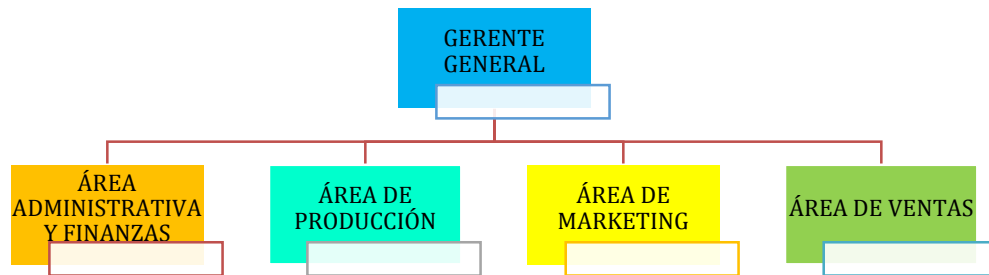 GERENTE
GENERAL
ÁREA
ADMINISTRATIVA
Y FINANZAS
ÁREA DE
PRODUCCIÓN
ÁREA DE
MARKETING
ÁREA DE VENTAS